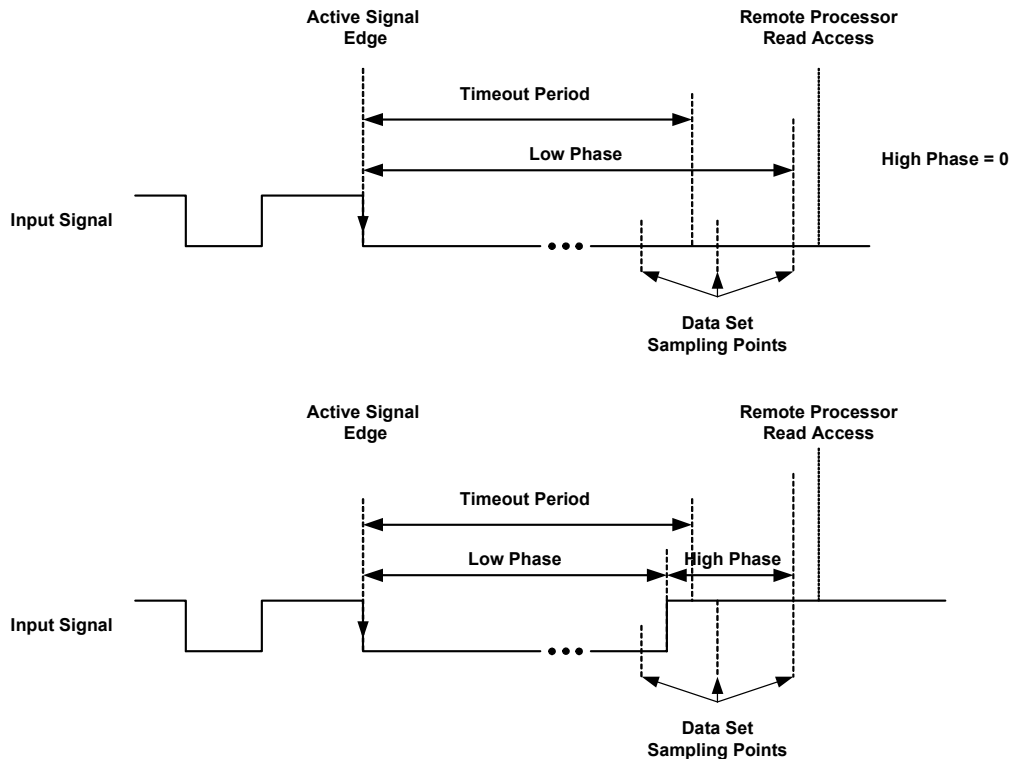 Active Signal
Edge
Remote Processor
Read Access
Timeout Period
Low Phase
High Phase = 0
Input Signal
Data Set
Sampling Points
Active Signal
Edge
Remote Processor
Read Access
Timeout Period
Low Phase
High Phase
Input Signal
Data Set
Sampling Points